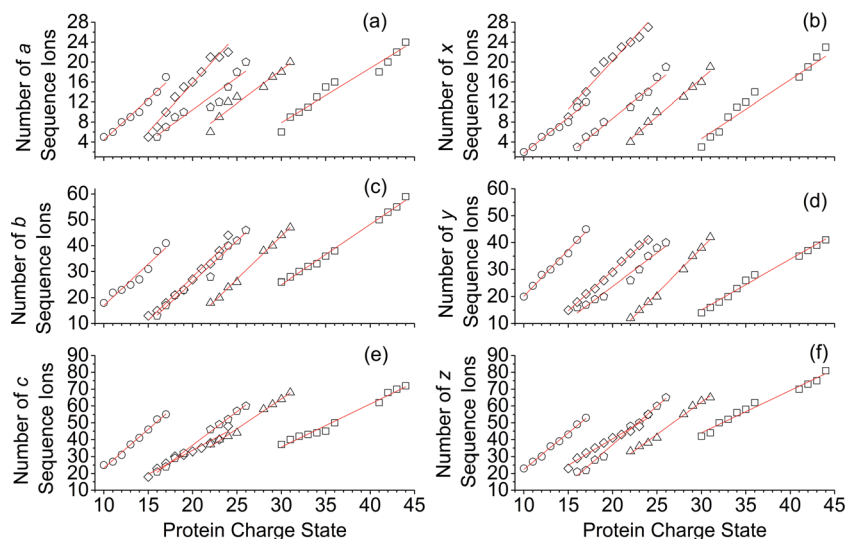 (a)
Number of a
Sequence Ions
28
24
20
16
12
8
4
(b)
Number of x
Sequence Ions
28
24
20
16
12
8
4
(c)
Number of b
Sequence Ions
60
50
40
30
20
10
(d)
Number of y
Sequence Ions
60
50
40
30
20
10
(e)
Number of c
Sequence Ions
90
80
70
60
50
40
30
20
10
10 15 20 25 30 35 40 45
Protein Charge State
(f)
Number of z
Sequence Ions
90
80
70
60
50
40
30
20
10
10 15 20 25 30 35 40 45
Protein Charge State